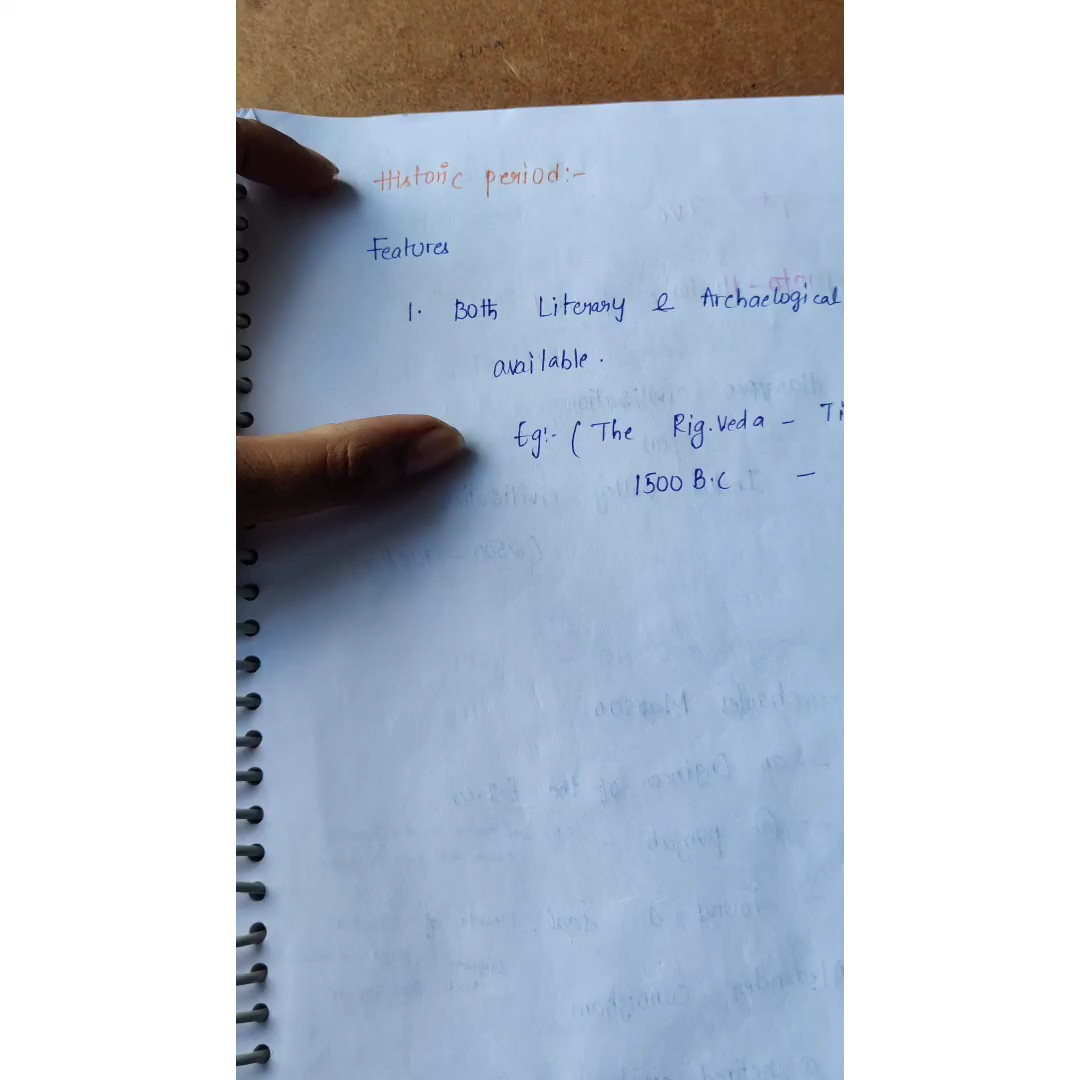 Historic period:-
Features
1. Both Literary & Archaelogical
available.
Eg:- ( The Rig.Veda -
1500 B.C -